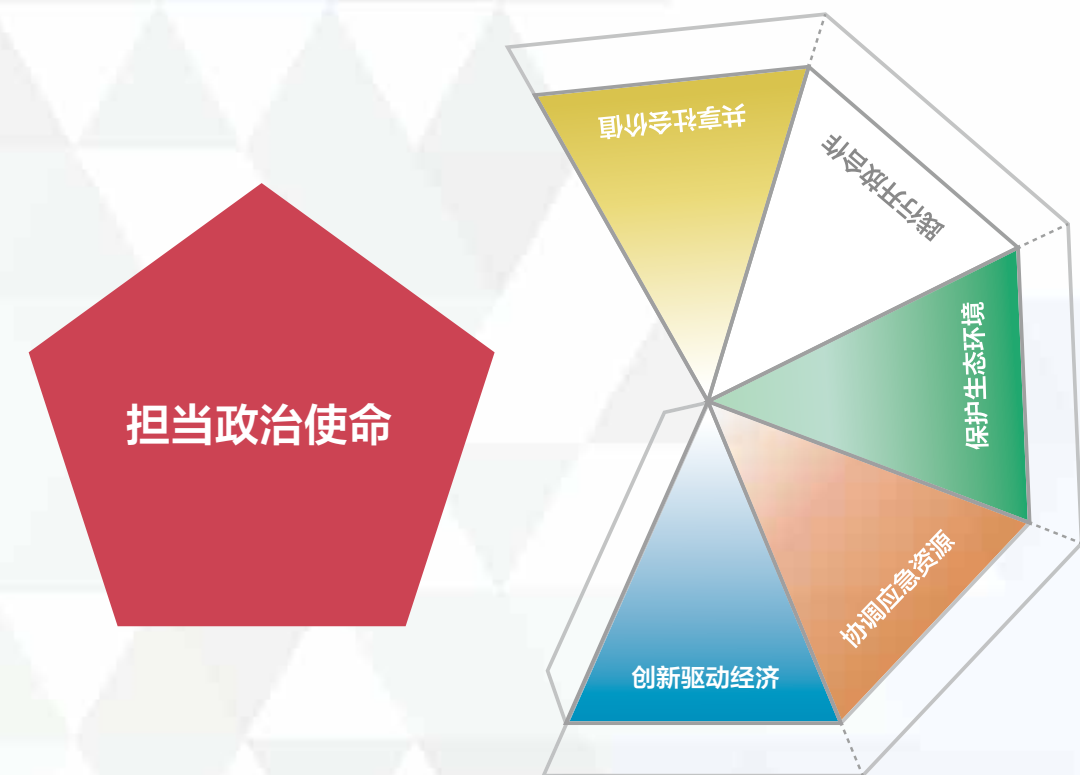 担当政治使命
共享社会价值
践行开放合作
保护生态环境
协调应急资源
创新驱动经济